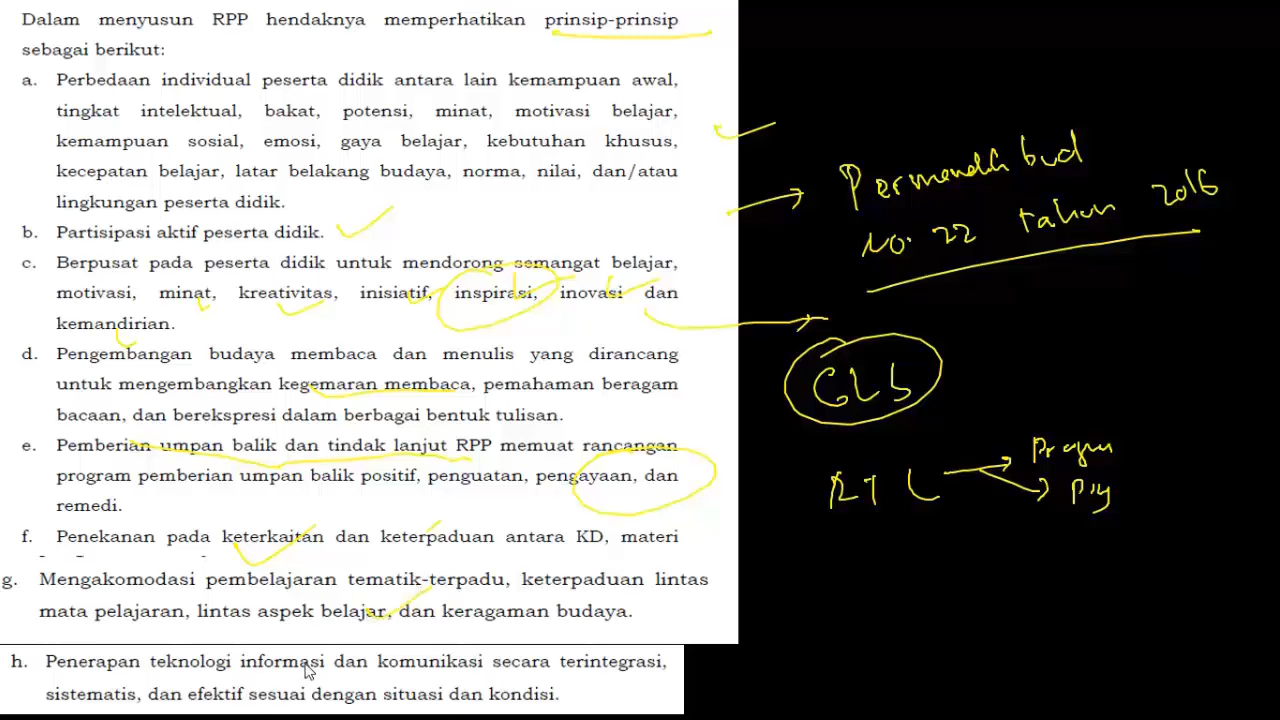 Dalam menyusun RPP hendaknya memperhatikan prinsip-prinsip
sebagai berikut:
a. Perbedaan individual peserta didik antara lain kemampuan awal,
tingkat intelektual, bakat, potensi, minat, motivasi belajar,
kemampuan sosial, emosi, gaya belajar, kebutuhan khusus,
kecepatan belajar, latar belakang budaya, norma, nilai, dan/atau
lingkungan peserta didik.
b. Partisipasi aktif peserta didik.
c. Berpusat pada peserta didik untuk mendorong semangat belajar,
motivasi, minat, kreativitas, inisiatif, inspirasi, inovasi dan
kemandirian.
d. Pengembangan budaya membaca dan menulis yang dirancang
untuk mengembangkan kegemaran membaca, pemahaman beragam
bacaan, dan berekspresi dalam berbagai bentuk tulisan.
e. Pemberian umpan balik dan tindak lanjut RPP memuat rancangan
program pemberian umpan balik positif, penguatan, pengayaan, dan
remedi.
f. Penekanan pada keterkaitan dan keterpaduan antara KD, materi
g. Mengakomodasi pembelajaran tematik-terpadu, keterpaduan lintas
mata pelajaran, lintas aspek belajar, dan keragaman budaya.
h. Penerapan teknologi informasi dan komunikasi secara terintegrasi,
sistematis, dan efektif sesuai dengan situasi dan kondisi.
Permendikbud
No. 22 tahun 2016
RTL